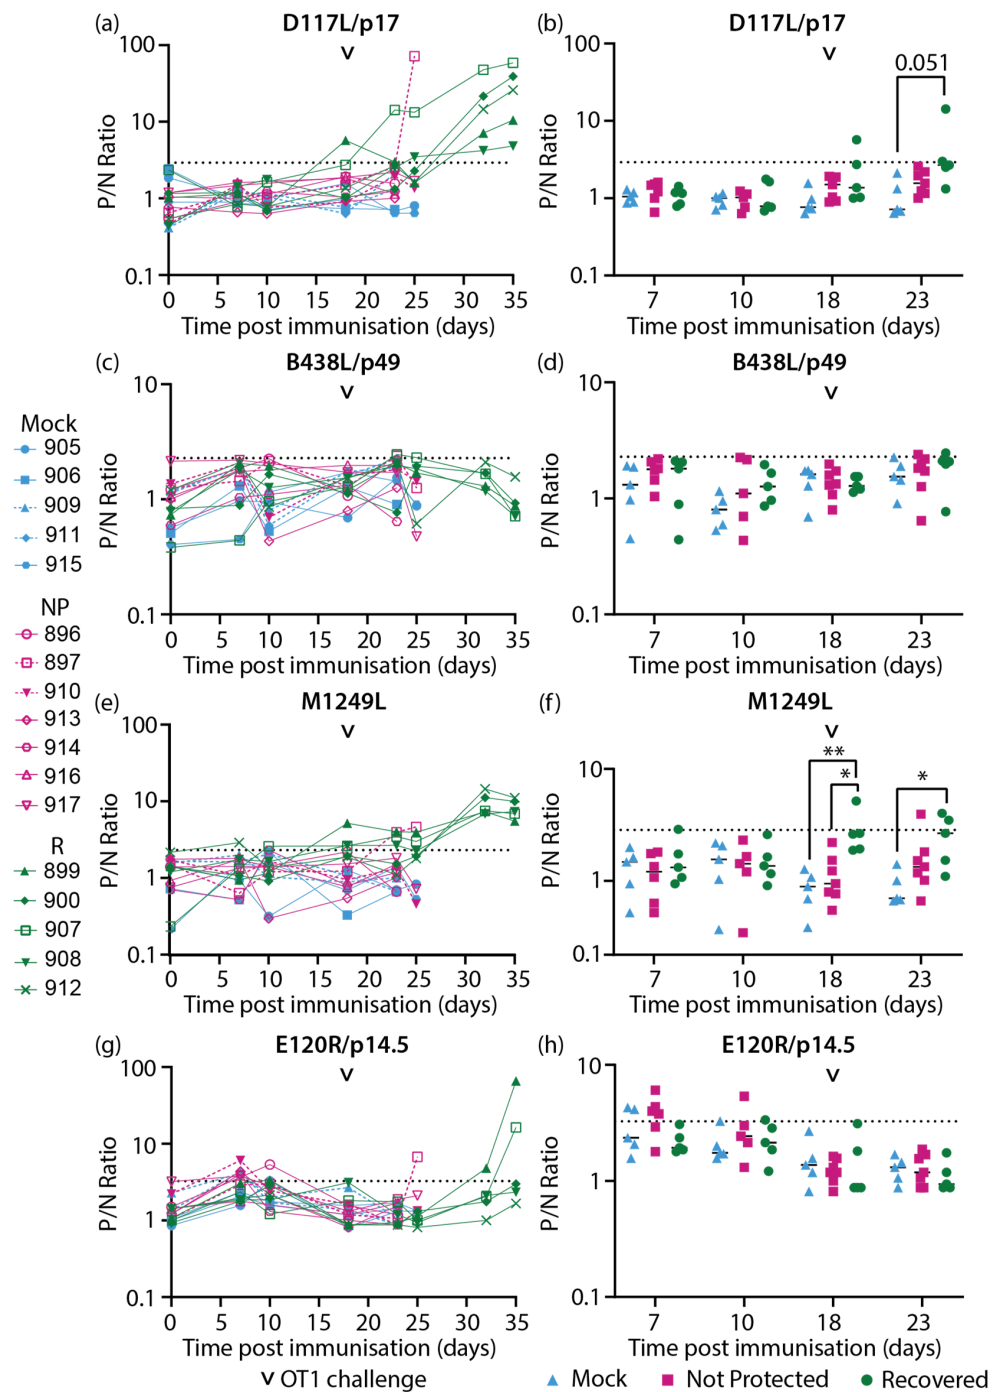 (a) D117L/p17
100
10
1
0.1
P/N Ratio
0 5 10 15 20 25 30 35
Time post immunisation (days)
(b) D117L/p17
0.051
100
10
1
0.1
P/N Ratio
7 10 18 23
Time post immunisation (days)
(c) B438L/p49
10
1
0.1
P/N Ratio
0 5 10 15 20 25 30 35
Time post immunisation (days)
(d) B438L/p49
10
1
0.1
P/N Ratio
7 10 18 23
Time post immunisation (days)
Mock
905
906
909
911
915
NP
896
897
910
913
914
916
917
R
899
900
907
908
912
(e) M1249L
100
10
1
0.1
P/N Ratio
0 5 10 15 20 25 30 35
Time post immunisation (days)
(f) M1249L
**
*
*
10
1
0.1
P/N Ratio
7 10 18 23
Time post immunisation (days)
(g) E120R/p14.5
100
10
1
0.1
P/N Ratio
0 5 10 15 20 25 30 35
Time post immunisation (days)
(h) E120R/p14.5
10
1
0.1
P/N Ratio
7 10 18 23
Time post immunisation (days)
OT1 challenge
Mock Not Protected Recovered